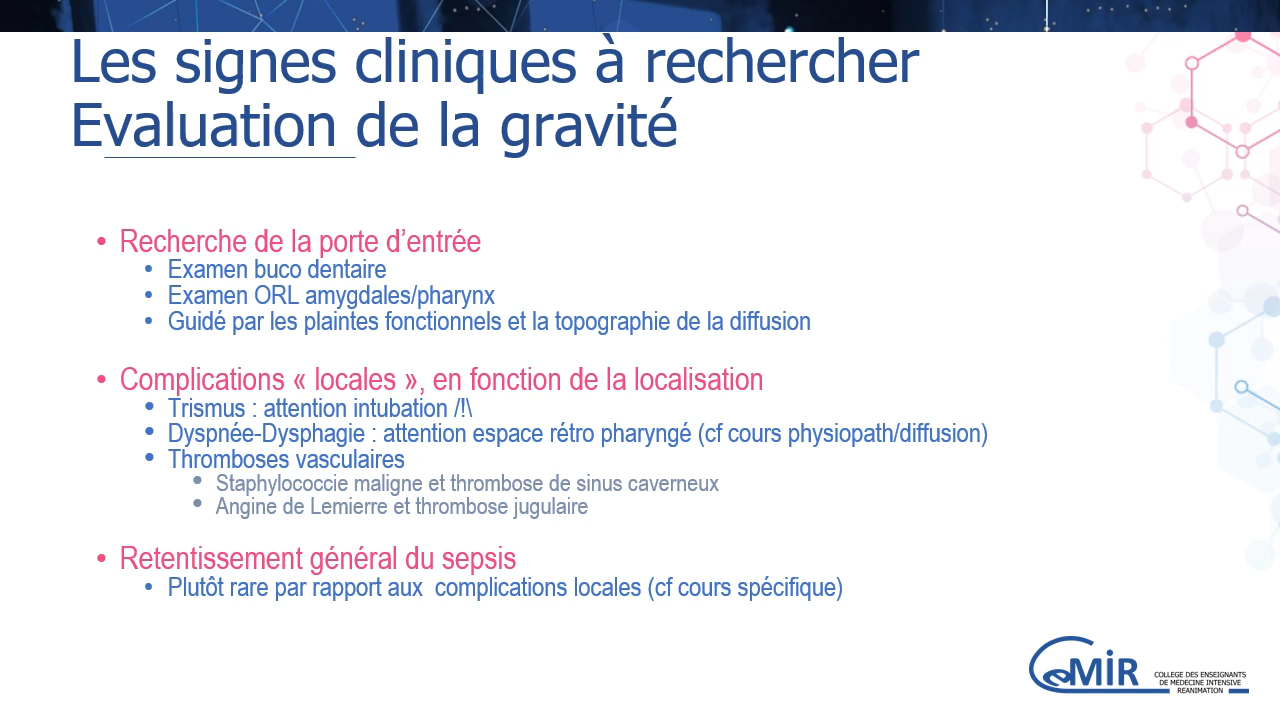 Les signes cliniques à rechercher
Evaluation de la gravité
• Recherche de la porte d’entrée
• Examen buco dentaire
• Examen ORL amygdales/pharynx
• Guidé par les plaintes fonctionnels et la topographie de la diffusion
• Complications « locales », en fonction de la localisation
• Trismus : attention intubation /!\
• Dyspnée-Dysphagie : attention espace rétro pharyngé (cf cours physiopath/diffusion)
• Thromboses vasculaires
• Staphylococcie maligne et thrombose de sinus caverneux
• Angine de Lemierre et thrombose jugulaire
• Retentissement général du sepsis
• Plutôt rare par rapport aux  complications locales (cf cours spécifique)
CeMIR
COLLEGE DES ENSEIGNANTS
DE MEDECINE INTENSIVE
REANIMATION